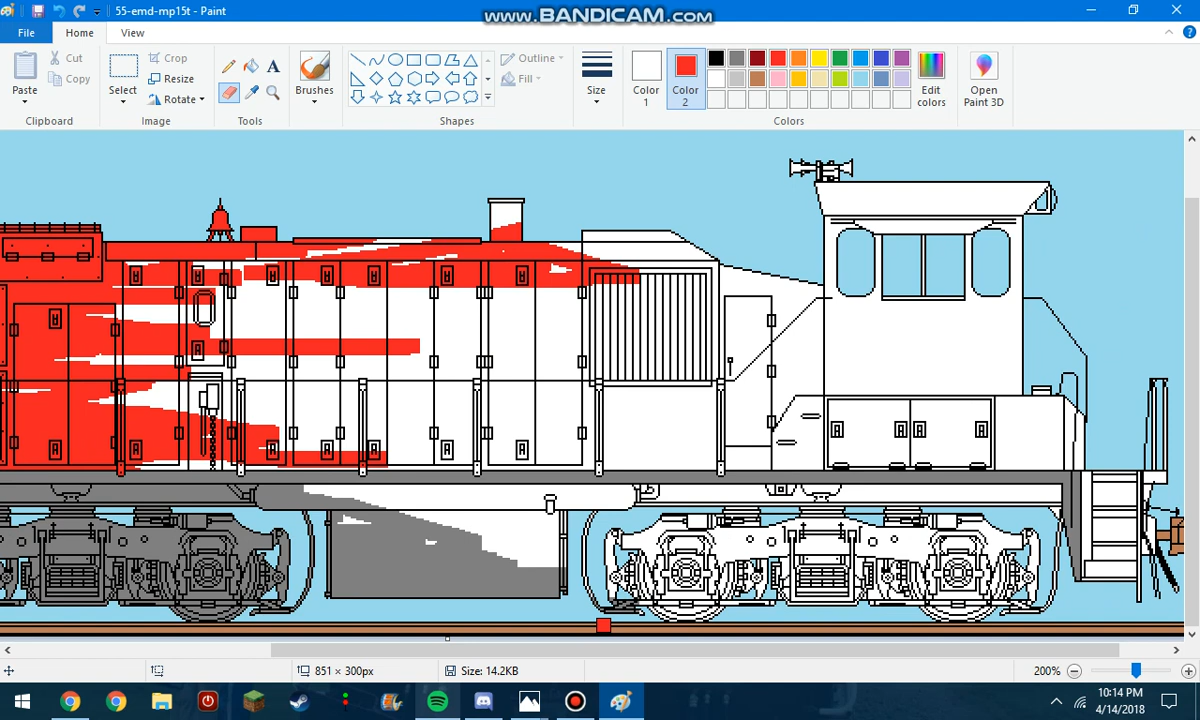 55-emd-mp15t - Paint
WWW.BANDICAM.COM
File
Home
View
Paste
Cut
Copy
Clipboard
Select
Crop
Resize
Rotate
Image
A
Tools
Brushes
Outline
Fill
Shapes
Size
Color 1
Color 2
Edit colors
Open Paint 3D
Colors
851 × 300px
Size: 14.2KB
200%
10:14 PM
4/14/2018